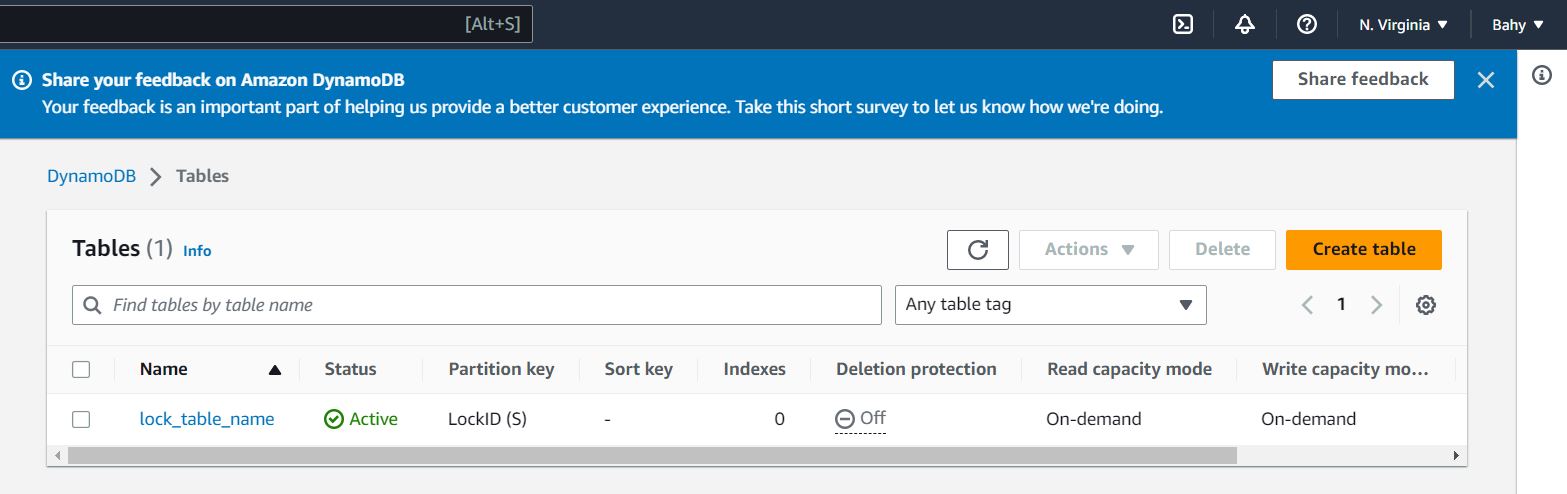 [Alt+S]
N. Virginia
Bahy
Share your feedback on Amazon DynamoDB
Your feedback is an important part of helping us provide a better customer experience. Take this short survey to let us know how we're doing.
Share feedback
DynamoDB
Tables
Tables (1) Info
Actions
Delete
Create table
Find tables by table name
Any table tag
1
Name Status Partition key Sort key Indexes Deletion protection Read capacity mode Write capacity mo...
lock_table_name Active LockID (S) - 0 Off On-demand On-demand